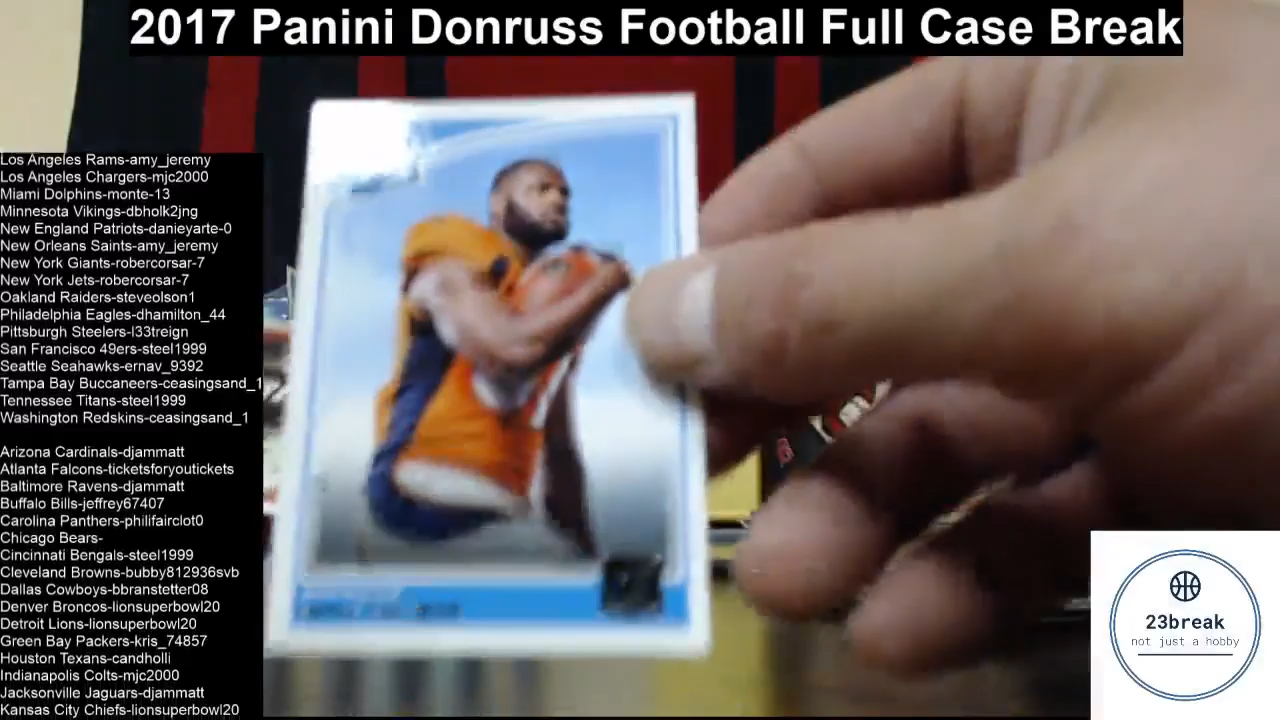 2017 Panini Donruss Football Full Case Break
Los Angeles Rams-amy_jeremy
Los Angeles Chargers-mjc2000
Miami Dolphins-monte-13
Minnesota Vikings-dbholk2jng
New England Patriots-danieyarte-0
New Orleans Saints-amy_jeremy
New York Giants-robercorsar-7
New York Jets-robercorsar-7
Oakland Raiders-steveolson1
Philadelphia Eagles-dhamilton_44
Pittsburgh Steelers-l33treign
San Francisco 49ers-steel1999
Seattle Seahawks-ernav_9392
Tampa Bay Buccaneers-ceasingsand_1
Tennessee Titans-steel1999
Washington Redskins-ceasingsand_1
Arizona Cardinals-djammatt
Atlanta Falcons-ticketsforyoutickets
Baltimore Ravens-djammatt
Buffalo Bills-jeffrey67407
Carolina Panthers-philifairclot0
Chicago Bears-
Cincinnati Bengals-steel1999
Cleveland Browns-bubby812936svb
Dallas Cowboys-bbranstetter08
Denver Broncos-lionsuperbowl20
Detroit Lions-lionsuperbowl20
Green Bay Packers-kris_74857
Houston Texans-candholli
Indianapolis Colts-mjc2000
Jacksonville Jaguars-djammatt
Kansas City Chiefs-lionsuperbowl20
23break
not just a hobby